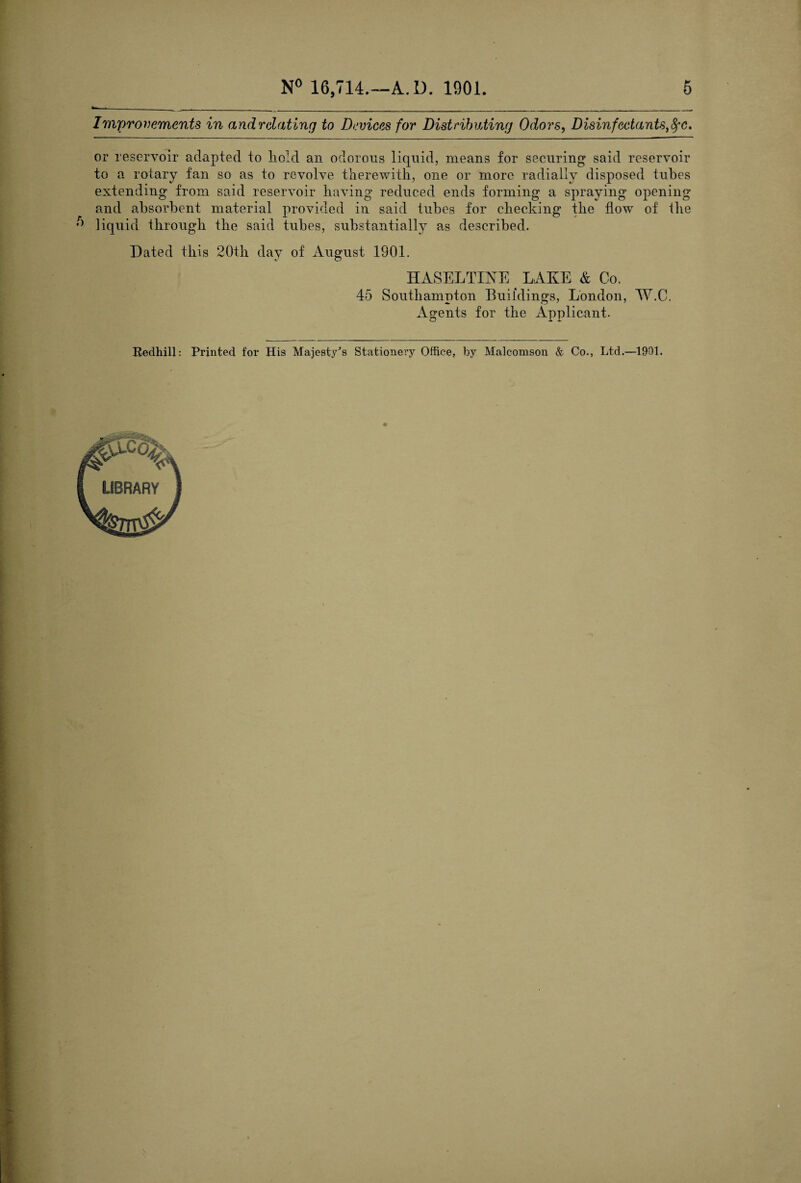 Nº 16,714.—A.D. 1901. 5
Improvements in and relating to Devices for Distributing Odors, Disinfectants, &c.
or reservoir adapted to hold an odorous liquid, means for securing said reservoir
to a rotary fan so as to revolve therewith, one or more radially disposed tubes
extending from said reservoir having reduced ends forming a spraying opening
and absorbent material provided in said tubes for checking the flow of the
5 liquid through the said tubes, substantially as described.
Dated this 20th day of August 1901.
HASELTINE LAKE & Co.
45 Southampton Buildings, London, W.C.
Agents for the Applicant.
Redhill: Printed for His Majesty's Stationery Office, by Malcomson & Co., Ltd.—1901.
LIBRARY